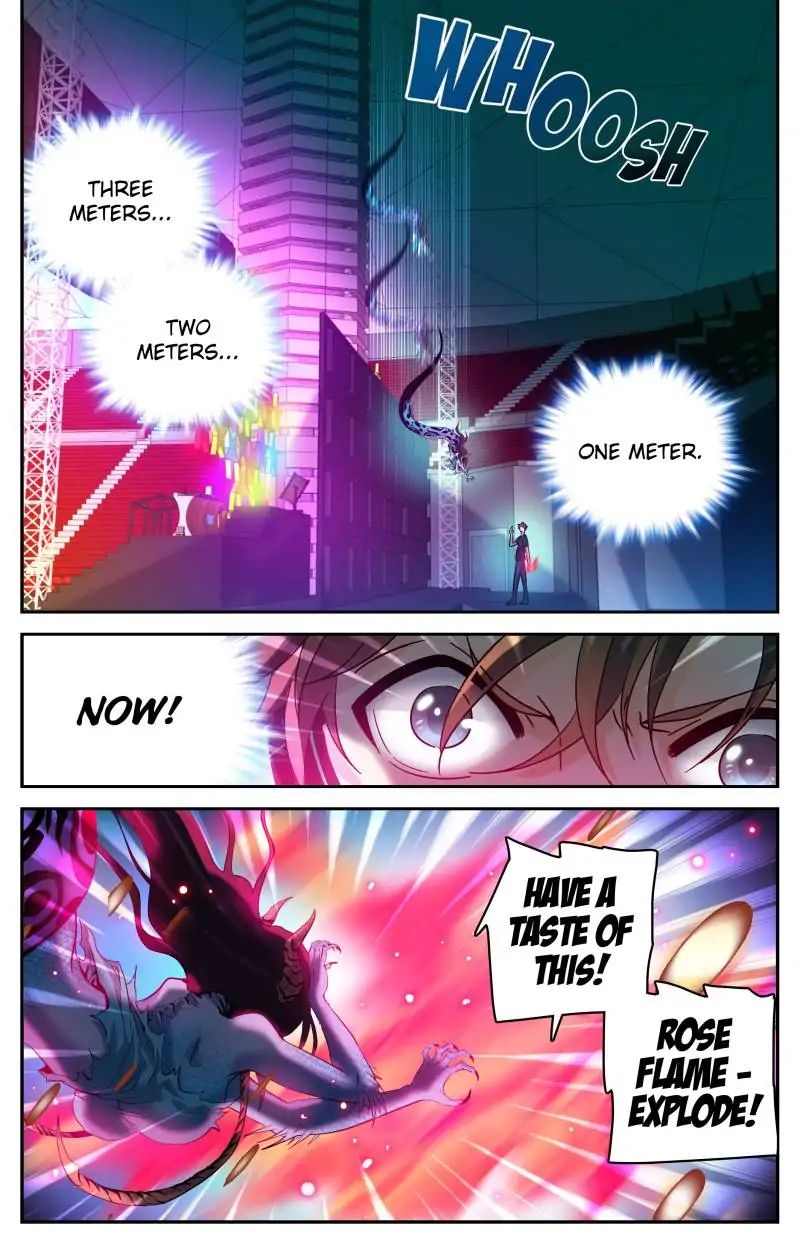 WHOOSH
THREE
METERS...
TWO
METERS...
ONE METER.
NOW!
HAVE A
TASTE OF
THIS!
ROSE
FLAME -
EXPLODE!